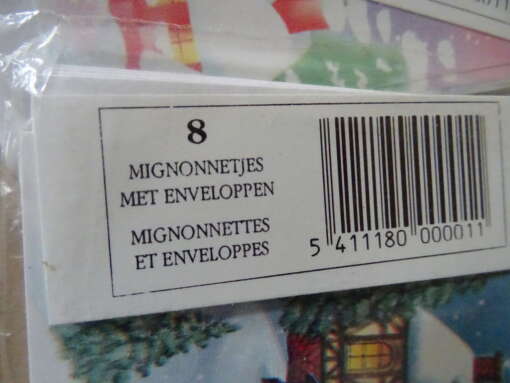 8
MIGNONNETJES
MET ENVELOPPEN
MIGNONNETTES
ET ENVELOPPES
5 411180 000011